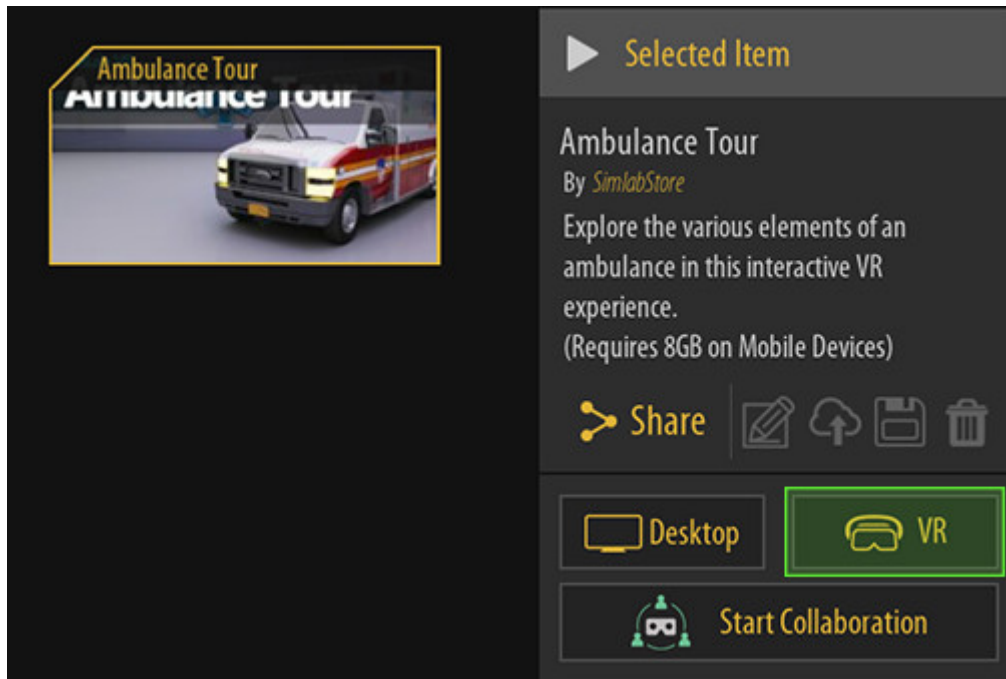 Ambulance Tour
Ambulance Tour
Selected Item
Ambulance Tour
By SimlabStore
Explore the various elements of an
ambulance in this interactive VR
experience.
(Requires 8GB on Mobile Devices)
Share
Desktop
VR
Start Collaboration